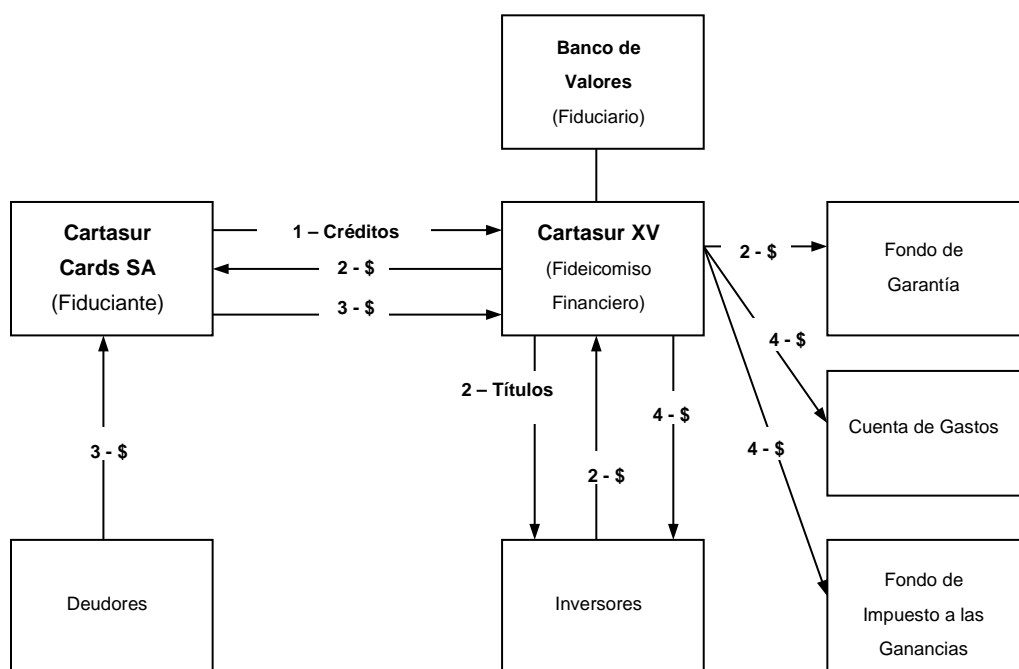 Banco de
Valores
(Fiduciario)
Cartasur
Cards SA
(Fiduciante)
1 – Créditos
2 - $
3 - $
Cartasur XV
(Fideicomiso
Financiero)
2 - $
Fondo de
Garantía
4 - $
Cuenta de Gastos
4 - $
2 – Títulos
4 - $
2 - $
3 - $
Deudores
Inversores
Fondo de
Impuesto a las
Ganancias